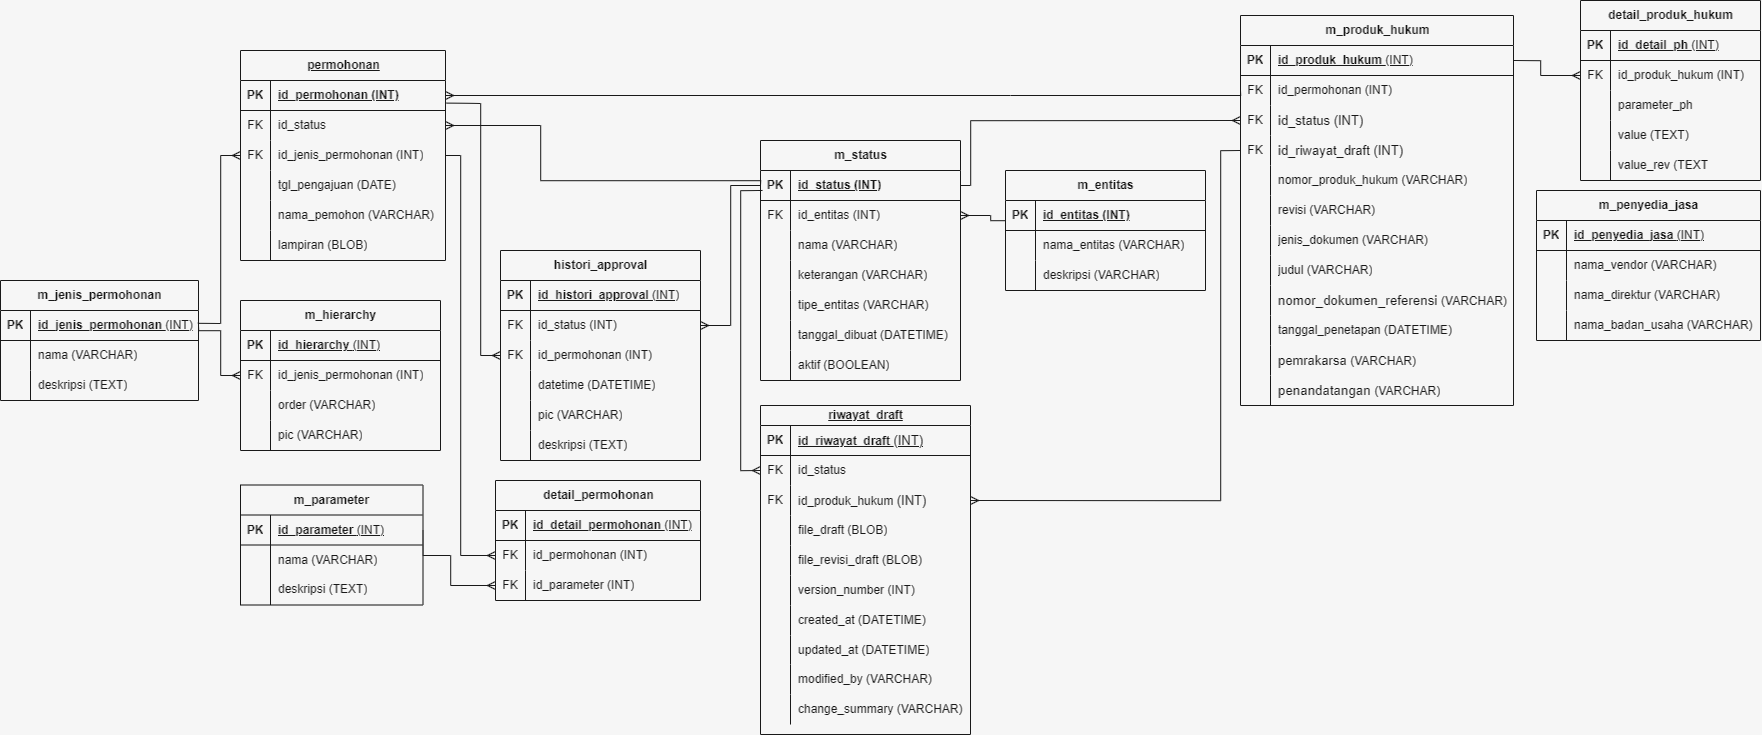 permohonan
PK id_permohonan (INT)
FK id_status
FK id_jenis_permohonan (INT)
tgl_pengajuan (DATE)
nama_pemohon (VARCHAR)
lampiran (BLOB)
m_jenis_permohonan
PK id_jenis_permohonan (INT)
nama (VARCHAR)
deskripsi (TEXT)
m_hierarchy
PK id_hierarchy (INT)
FK id_jenis_permohonan (INT)
order (VARCHAR)
pic (VARCHAR)
m_parameter
PK id_parameter (INT)
nama (VARCHAR)
deskripsi (TEXT)
histori_approval
PK id_histori_approval (INT)
FK id_status (INT)
FK id_permohonan (INT)
datetime (DATETIME)
pic (VARCHAR)
deskripsi (TEXT)
detail_permohonan
PK id_detail_permohonan (INT)
FK id_permohonan (INT)
FK id_parameter (INT)
m_status
PK id_status (INT)
FK id_entitas (INT)
nama (VARCHAR)
keterangan (VARCHAR)
tipe_entitas (VARCHAR)
tanggal_dibuat (DATETIME)
aktif (BOOLEAN)
riwayat_draft
PK id_riwayat_draft (INT)
FK id_status
FK id_produk_hukum (INT)
file_draft (BLOB)
file_revisi_draft (BLOB)
version_number (INT)
created_at (DATETIME)
updated_at (DATETIME)
modified_by (VARCHAR)
change_summary (VARCHAR)
m_entitas
PK id_entitas (INT)
nama_entitas (VARCHAR)
deskripsi (VARCHAR)
m_produk_hukum
PK id_produk_hukum (INT)
FK id_permohonan (INT)
FK id_status (INT)
FK id_riwayat_draft (INT)
nomor_produk_hukum (VARCHAR)
revisi (VARCHAR)
jenis_dokumen (VARCHAR)
judul (VARCHAR)
nomor_dokumen_referensi (VARCHAR)
tanggal_penetapan (DATETIME)
pemrakarsa (VARCHAR)
penandatangan (VARCHAR)
detail_produk_hukum
PK id_detail_ph (INT)
FK id_produk_hukum (INT)
parameter_ph
value (TEXT)
value_rev (TEXT
m_penyedia_jasa
PK id_penyedia_jasa (INT)
nama_vendor (VARCHAR)
nama_direktur (VARCHAR)
nama_badan_usaha (VARCHAR)